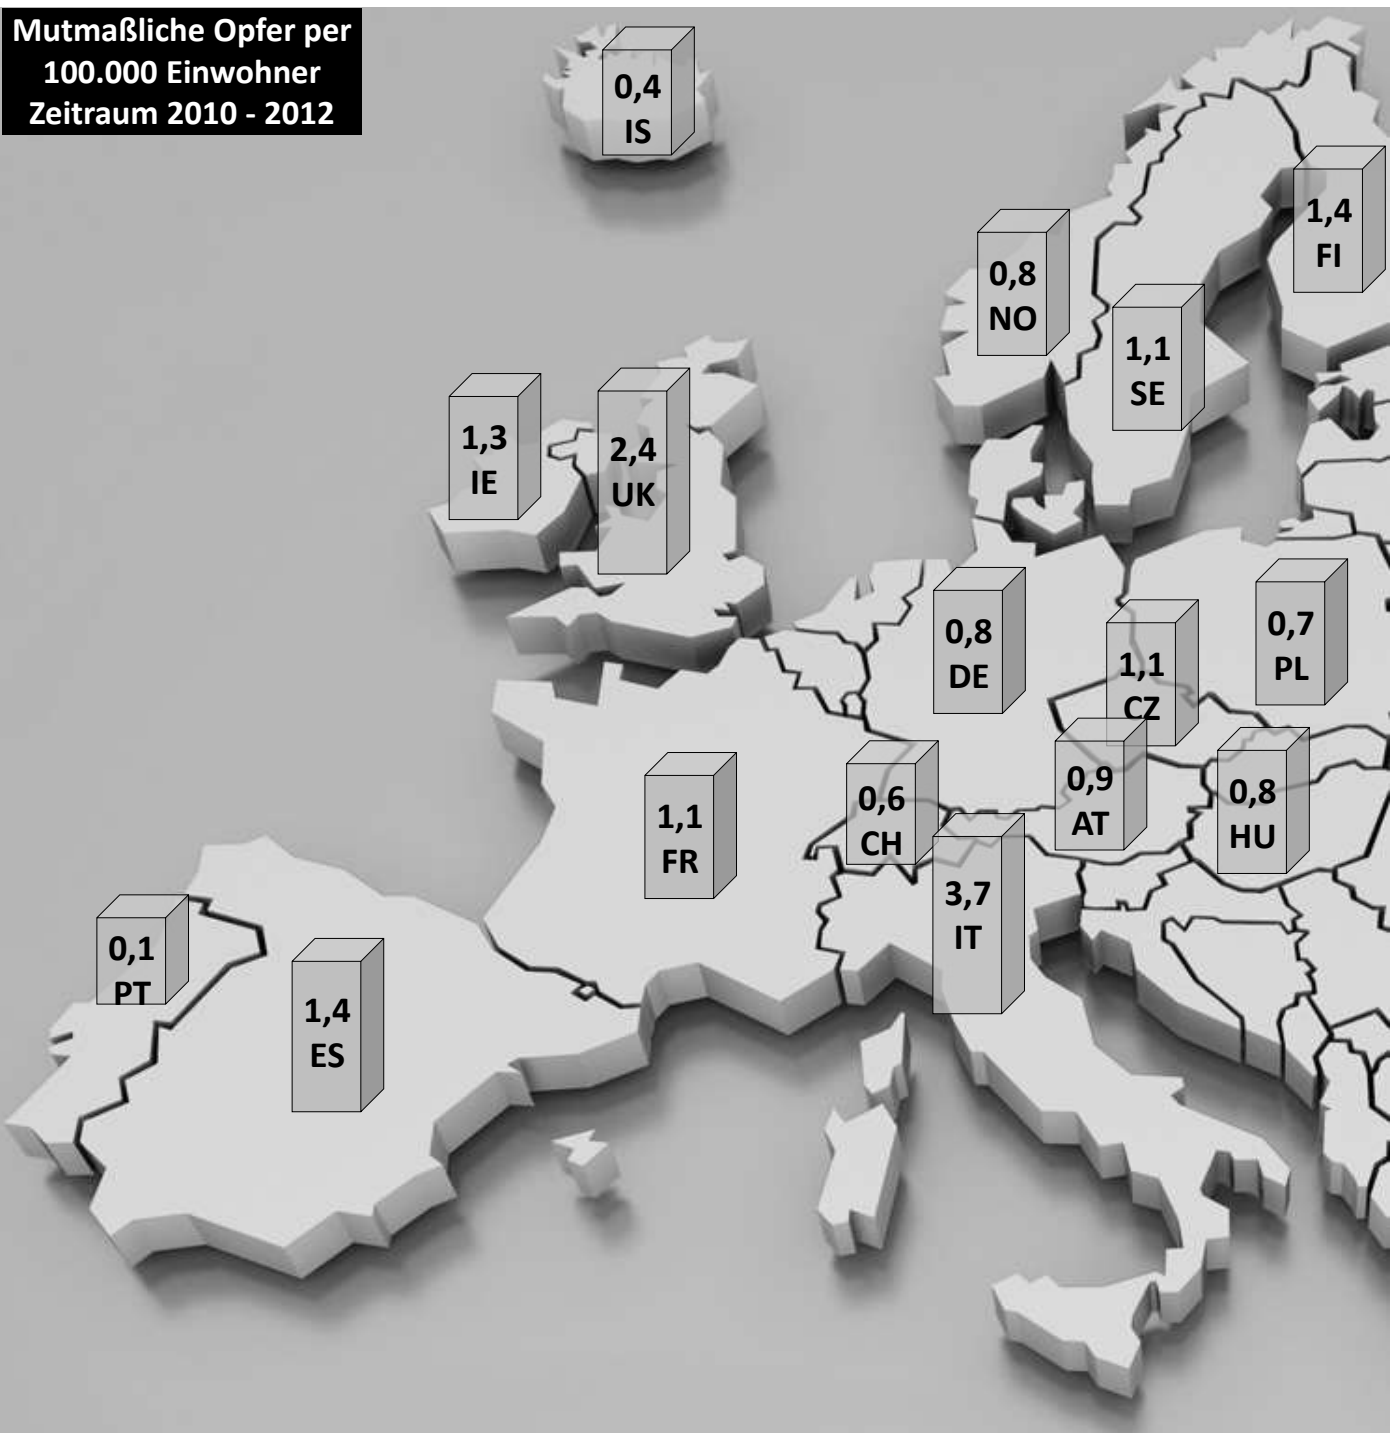 Mutmaßliche Opfer per
100.000 Einwohner
Zeitraum 2010 - 2012
0,4
IS
1,4
FI
0,8
NO
1,1
SE
1,3
IE
2,4
UK
0,8
DE
1,1
CZ
0,7
PL
0,6
CH
0,9
AT
0,8
HU
1,1
FR
3,7
IT
0,1
PT
1,4
ES